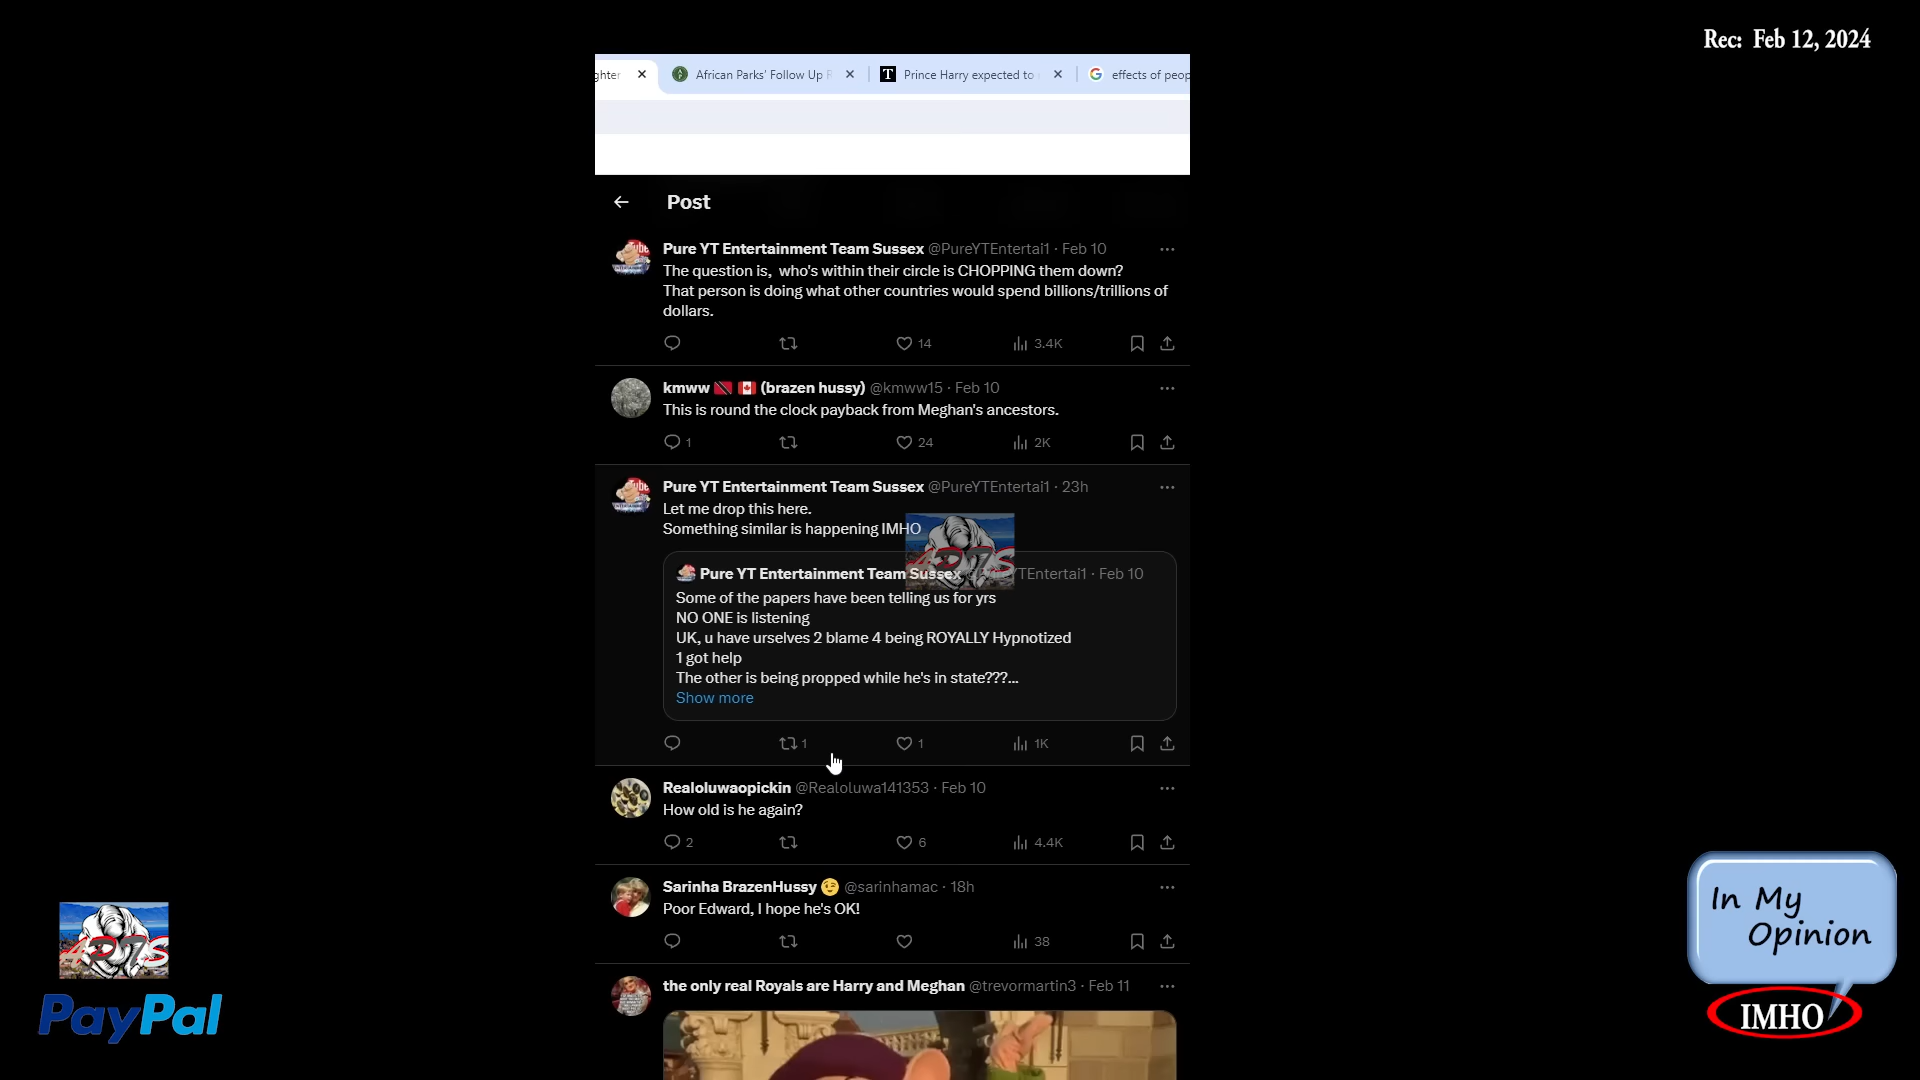 Rec: Feb 12, 2024
ghter
African Parks' Follow Up
Prince Harry expected to
effects of peop
Post
Pure YT Entertainment Team Sussex @PureYTEntertai1 · Feb 10
The question is, who's within their circle is CHOPPING them down?
That person is doing what other countries would spend billions/trillions of
dollars.
14 3.4K
kmww (brazen hussy) @kmww15 · Feb 10
This is round the clock payback from Meghan's ancestors.
1 24 2K
Pure YT Entertainment Team Sussex @PureYTEntertai1 · 23h
Let me drop this here.
Something similar is happening IMHO
Pure YT Entertainment Team Sussex YTEntertai1 · Feb 10
Some of the papers have been telling us for yrs
NO ONE is listening
UK, u have urselves 2 blame 4 being ROYALLY Hypnotized
1 got help
The other is being propped while he's in state???...
Show more
1 1 1K
Realoluwaopickin @Realoluwa141353 · Feb 10
How old is he again?
2 6 4.4K
Sarinha BrazenHussy @sarinhamac · 18h
Poor Edward, I hope he's OK!
38
the only real Royals are Harry and Meghan @trevormartin3 · Feb 11
PayPal
In My
Opinion
IMHO